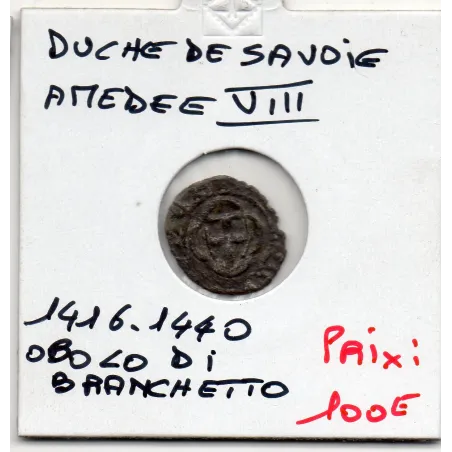 DUCHE DE SAVOIE
AMEDEE VIII
1416.1440
OBOLO DI
BRANCHETTO
PRiX:
100E